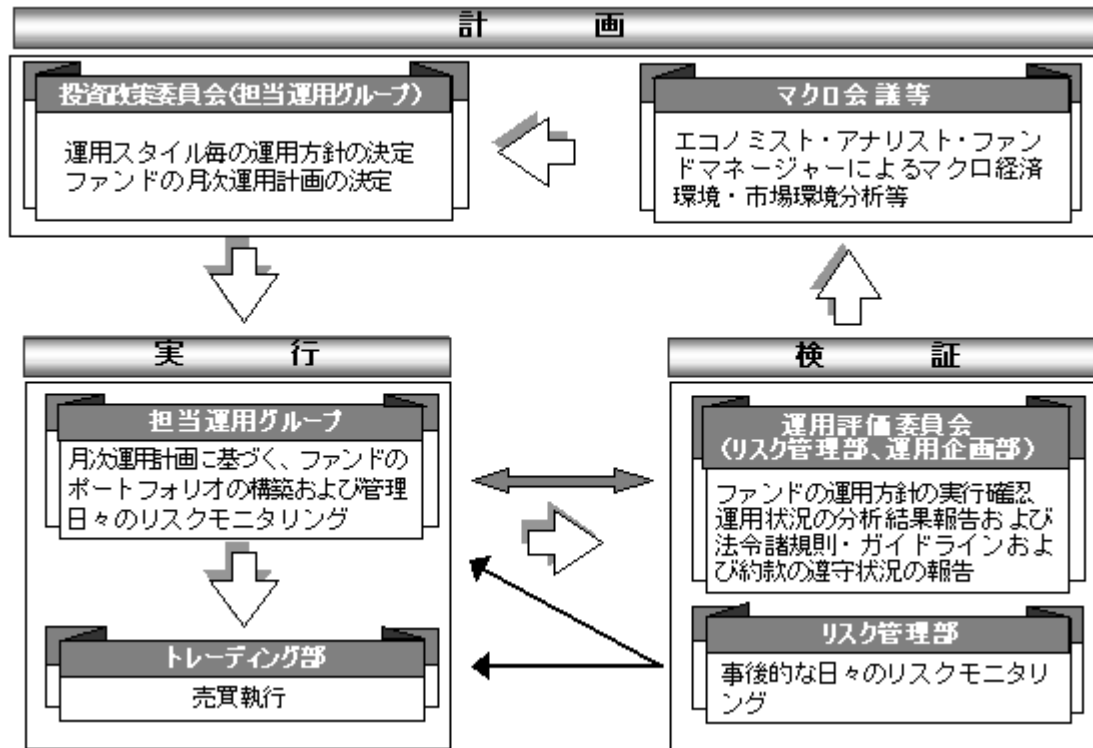 計 画
投資政策委員会(担当運用グループ)
運用スタイル毎の運用方針の決定
ファンドの月次運用計画の決定
マクロ会議等
エコノミスト・アナリスト・ファン
ドマネージャーによるマクロ経済
環境・市場環境分析等
実 行
担当運用グループ
月次運用計画に基づく、ファンドの
ポートフォリオの構築および管理
日々のリスクモニタリング
トレーディング部
売買執行
検 証
運用評価委員会
(リスク管理部、運用企画部)
ファンドの運用方針の実行確認
運用状況の分析結果報告および
法令諸規則・ガイドラインおよ
び約款の遵守状況の報告
リスク管理部
事後的な日々のリスクモニタリ
ング